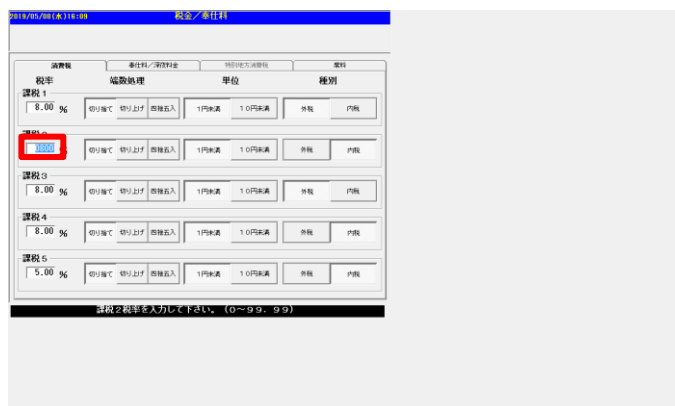 2019/05/08(水)16:09 税金／奉仕料
消費税 奉仕料／深夜料金 特別地方消費税 席料
税率 端数処理 単位 種別
課税１
8.00 % 切り捨て 切り上げ 四捨五入 １円未満 １０円未満 外税 内税
0800 切り捨て 切り上げ 四捨五入 １円未満 １０円未満 外税 内税
課税３
8.00 % 切り捨て 切り上げ 四捨五入 １円未満 １０円未満 外税 内税
課税４
8.00 % 切り捨て 切り上げ 四捨五入 １円未満 １０円未満 外税 内税
課税５
5.00 % 切り捨て 切り上げ 四捨五入 １円未満 １０円未満 外税 内税
課税２税率を入力して下さい。（０～９９．９９）